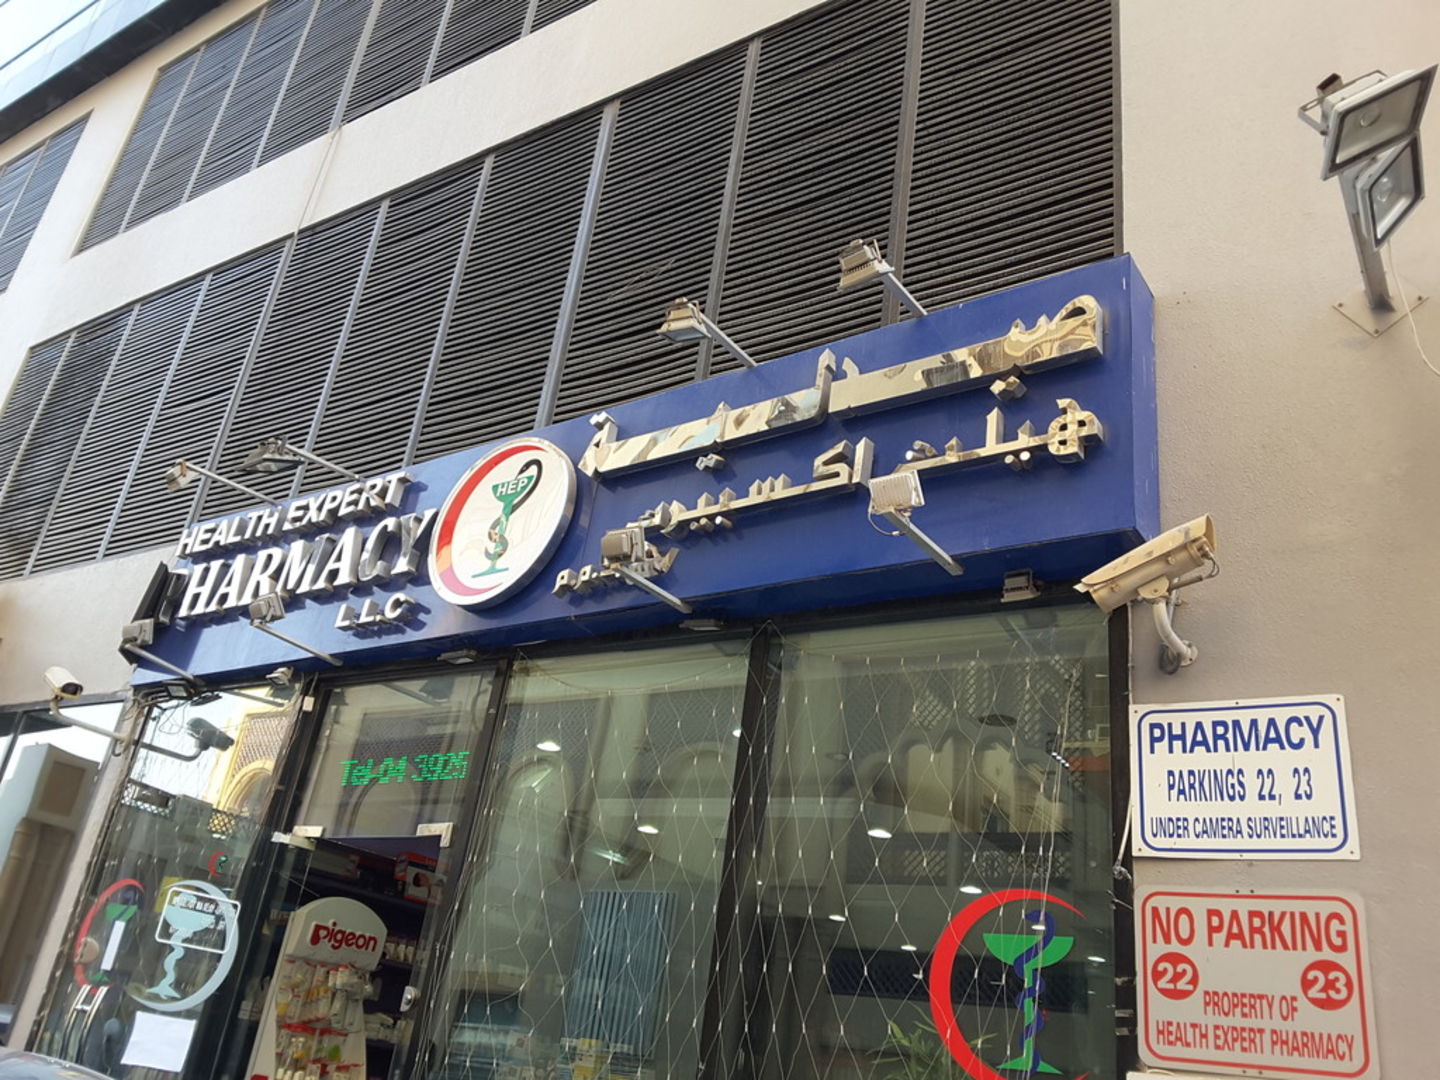 HEALTH EXPERT
PHARMACY
L.L.C
HEP
صيدلية
هيلث اكسبيرت
ذ.م.م
Tel-04 3925
pigeon
PHARMACY
PARKINGS 22, 23
UNDER CAMERA SURVEILLANCE
NO PARKING
22 23
PROPERTY OF
HEALTH EXPERT PHARMACY